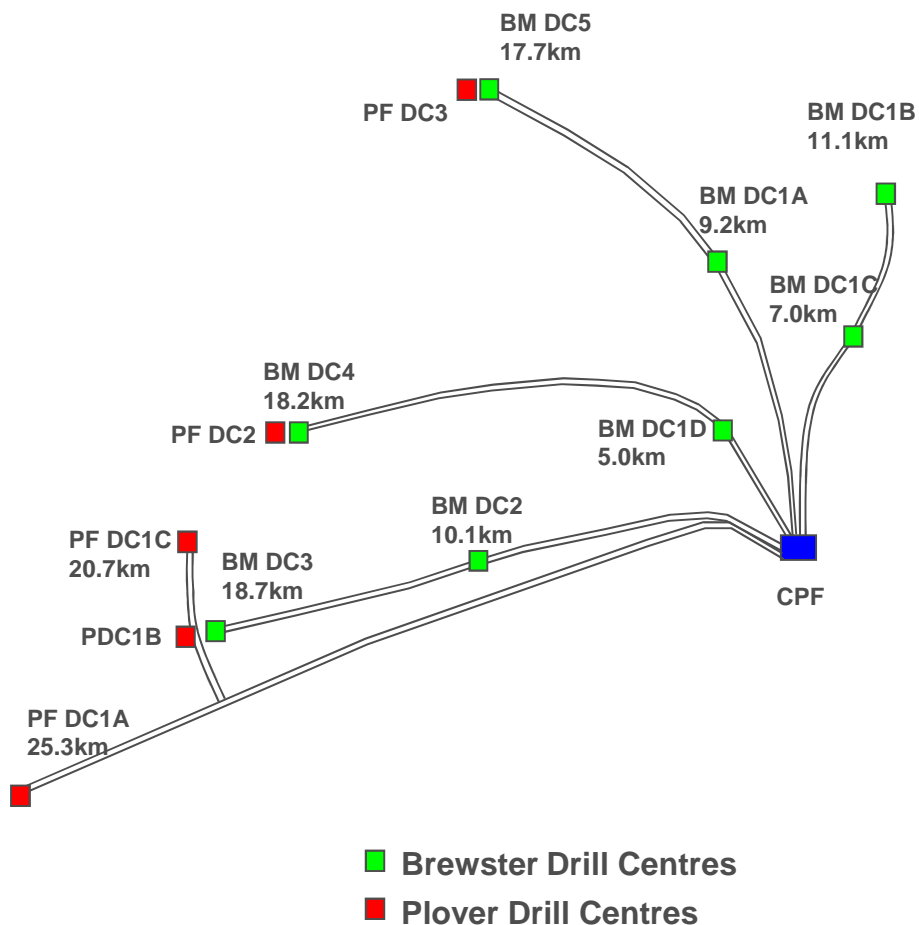 BM DC5
17.7km
PF DC3
BM DC1B
11.1km
BM DC1A
9.2km
BM DC1C
7.0km
BM DC4
18.2km
PF DC2
BM DC1D
5.0km
BM DC2
10.1km
PF DC1C
20.7km
BM DC3
18.7km
CPF
PDC1B
PF DC1A
25.3km
Brewster Drill Centres
Plover Drill Centres